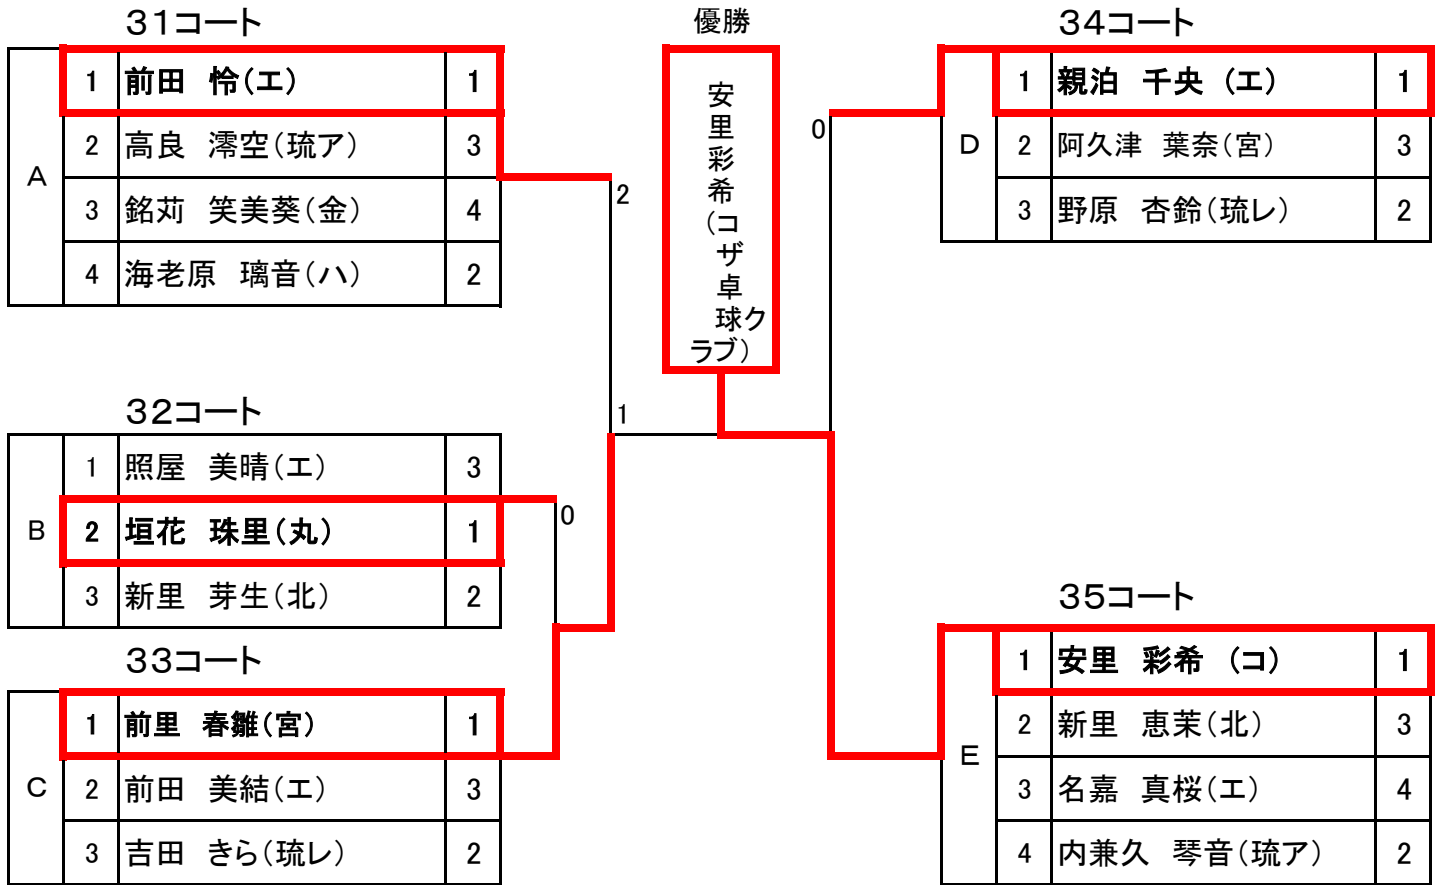 31コート
A
1 前田　怜(エ) 1
2 高良　澪空(琉ア) 3
3 銘苅　笑美葵(金) 4
4 海老原　璃音(ハ) 2
2
32コート
B
1 照屋　美晴(エ) 3
2 垣花　珠里(丸) 1
3 新里　芽生(北) 2
0
1
33コート
C
1 前里　春雛(宮) 1
2 前田　美結(エ) 3
3 吉田　きら(琉レ) 2
優勝
安里彩希(コザ卓球クラブ)
0
34コート
D
1 親泊　千央　(エ) 1
2 阿久津　葉奈(宮) 3
3 野原　杏鈴(琉レ) 2
35コート
E
1 安里　彩希　(コ) 1
2 新里　恵茉(北) 3
3 名嘉　真桜(エ) 4
4 内兼久　琴音(琉ア) 2